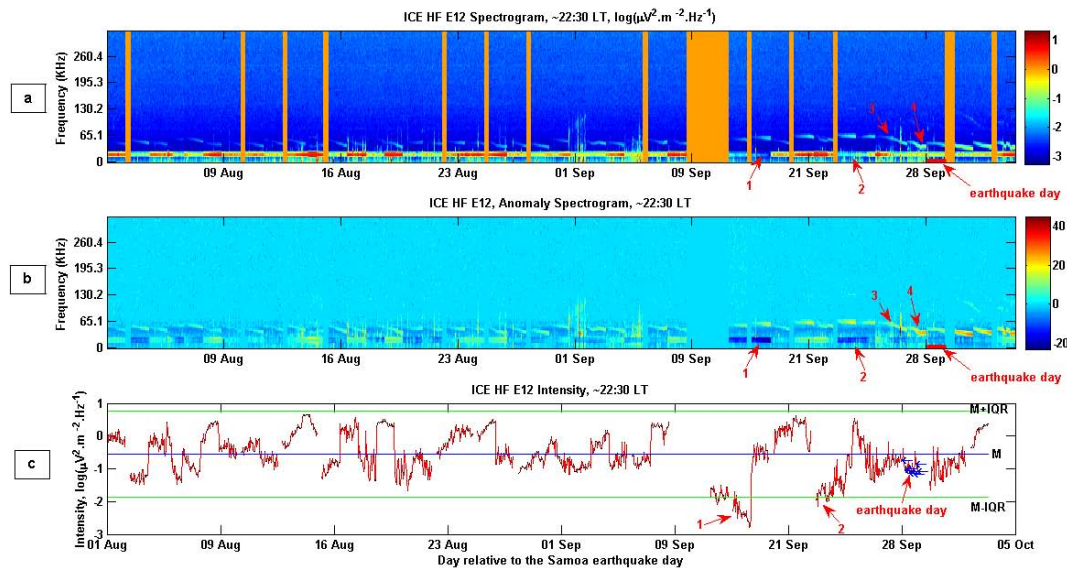 ICE HF E12 Spectrogram, ~22:30 LT, log(μV².m⁻².Hz⁻¹)
a
Frequency (KHz)
260.4
195.3
130.2
65.1
0
1
0
-1
-2
-3
3
4
1
2
earthquake day
09 Aug
16 Aug
23 Aug
01 Sep
09 Sep
21 Sep
28 Sep
ICE HF E12, Anomaly Spectrogram, ~22:30 LT
b
Frequency (KHz)
260.4
195.3
130.2
65.1
0
40
20
0
-20
3
4
1
2
earthquake day
09 Aug
16 Aug
23 Aug
01 Sep
09 Sep
21 Sep
28 Sep
ICE HF E12 Intensity, ~22:30 LT
c
Intensity, log(μV².m⁻².Hz⁻¹)
1
0
-1
-2
-3
M+IQR
M
M-IQR
1
2
earthquake day
01 Aug
09 Aug
16 Aug
23 Aug
01 Sep
09 Sep
21 Sep
28 Sep
05 Oct
Day relative to the Samoa earthquake day